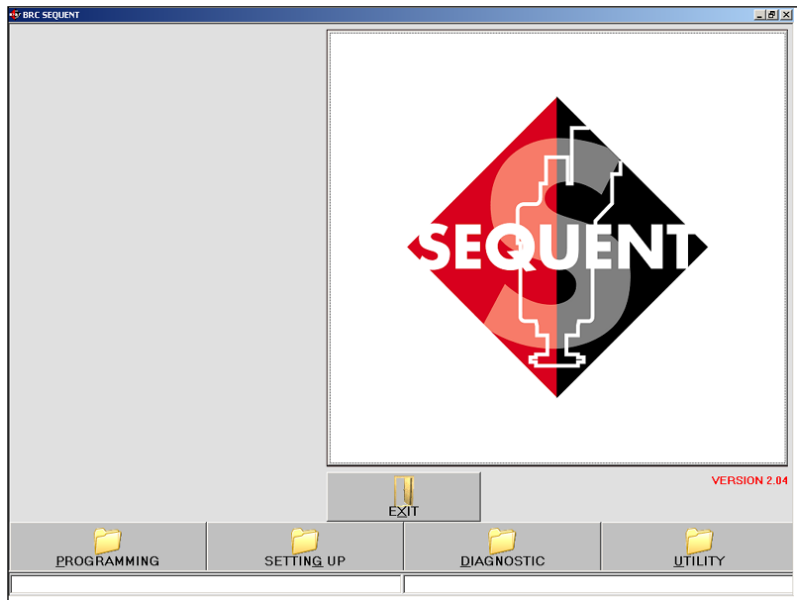 BRC SEQUENT
SEQUENT
VERSION 2.04
EXIT
PROGRAMMING
SETTING UP
DIAGNOSTIC
UTILITY